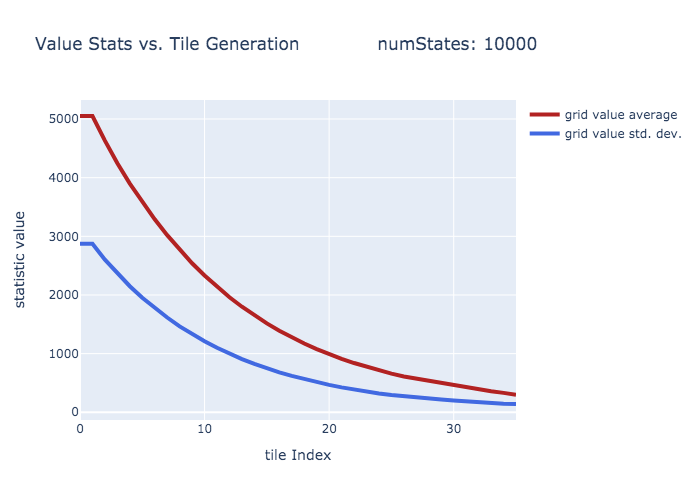 Value Stats vs. Tile Generation numStates: 10000
grid value average
grid value std. dev.
statistic value
5000
4000
3000
2000
1000
0
0 10 20 30
tile Index